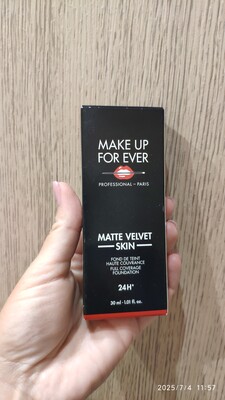 MAKE UP
FOR EVER
PROFESSIONAL – PARIS
MATTE VELVET
SKIN
FOND DE TEINT
HAUTE COUVRANCE
FULL COVERAGE
FOUNDATION
24H*
30 ml - 1.01 fl. oz.
2025/7/4 11:57